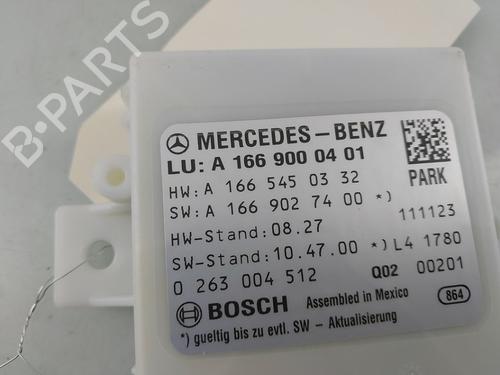 B-PARTS
MERCEDES-BENZ
LU: A 166 900 04 01
HW: A 166 545 03 32
SW: A 166 902 74 00 *)
PARK
HW-Stand: 08.27
111123
SW-Stand: 10.47.00 *) L4 1780
0 263 004 512 Q02 00201
BOSCH Assembled in Mexico 864
*) gueltig bis zu evtl. SW - Aktualisierung